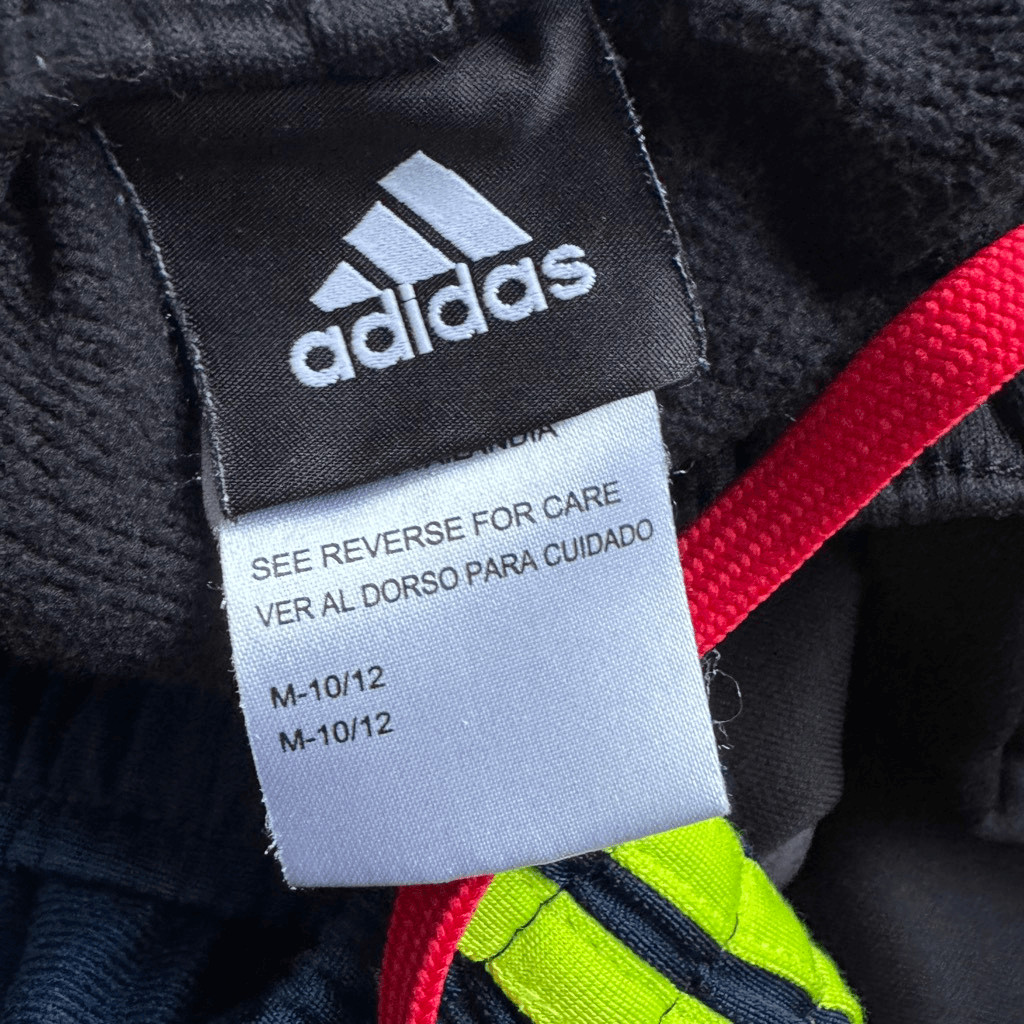 adidas
SEE REVERSE FOR CARE
VER AL DORSO PARA CUIDADO
M-10/12
M-10/12